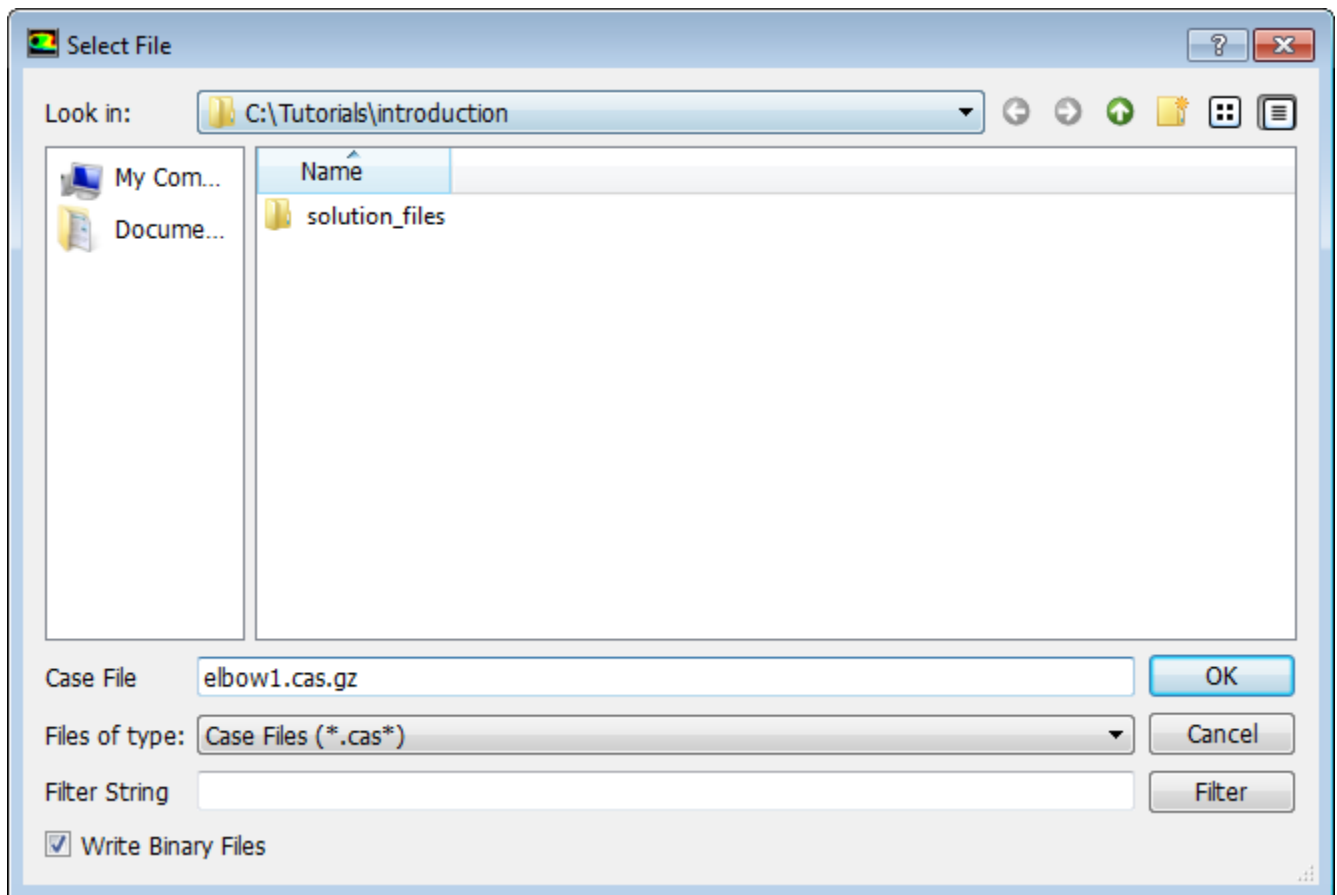 Select File
Look in: C:\Tutorials\introduction
My Com...
Docume...
Name
solution_files
Case File elbow1.cas.gz OK
Files of type: Case Files (*.cas*) Cancel
Filter String Filter
Write Binary Files